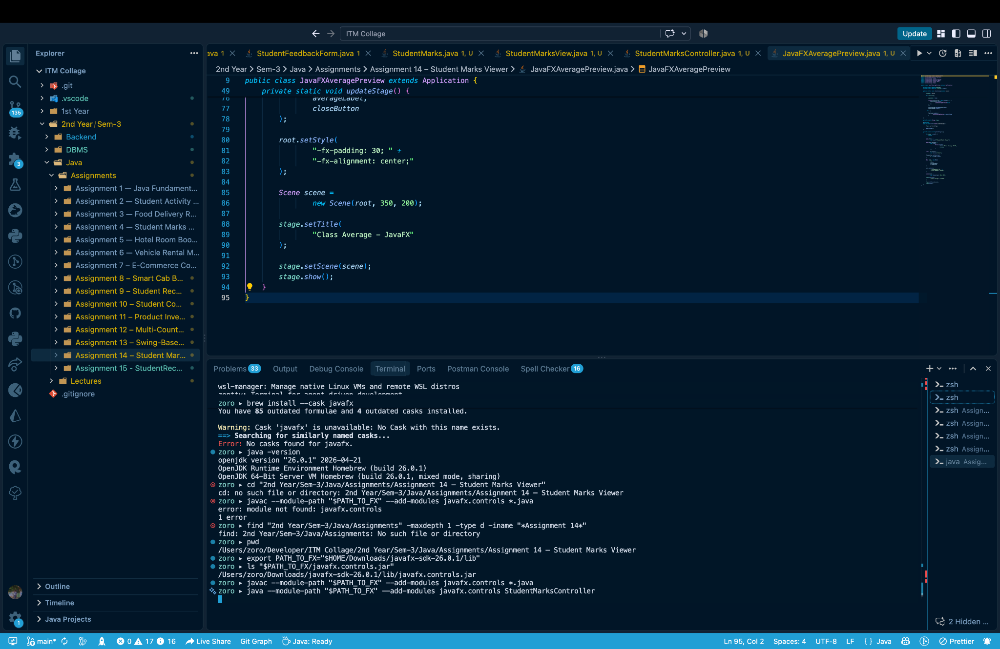 ITM Collage
Update
Explorer
ITM Collage
.git
.vscode
1st Year
2nd Year / Sem-3
Backend
DBMS
Java
Assignments
Assignment 1 — Java Fundament...
Assignment 2 — Student Activity ...
Assignment 3 — Food Delivery R...
Assignment 4 — Student Marks ...
Assignment 5 — Hotel Room Boo...
Assignment 6 — Vehicle Rental M...
Assignment 7 – E-Commerce Co...
Assignment 8 – Smart Cab B...
Assignment 9 – Student Rec...
Assignment 10 – Student Co...
Assignment 11 – Product Inve...
Assignment 12 – Multi-Count...
Assignment 13 – Swing-Base...
Assignment 14 – Student Mar...
Assignment 15 - StudentRec...
Lectures
.gitignore
Outline
Timeline
Java Projects
135
3
1
ava 1 StudentFeedbackForm.java 1 StudentMarks.java 1, U StudentMarksView.java 1, U StudentMarksController.java 1, U JavaFXAveragePreview.java 1, U
2nd Year > Sem-3 > Java > Assignments > Assignment 14 – Student Marks Viewer > JavaFXAveragePreview.java > JavaFXAveragePreview
9 public class JavaFXAveragePreview extends Application {
49 private static void updateStage() {
76 averageLabel,
77 closeButton
78 );
79
80 root.setStyle(
81 "-fx-padding: 30; " +
82 "-fx-alignment: center;"
83 );
84
85 Scene scene =
86 new Scene(root, 350, 200);
87
88 stage.setTitle(
89 "Class Average - JavaFX"
90 );
91
92 stage.setScene(scene);
93 stage.show();
94 }
95 }
Problems 33 Output Debug Console Terminal Ports Postman Console Spell Checker 16
wsl-manager: Manage native Linux VMs and remote WSL distros
zentty: Terminal for agent-driven development
zoro ▸ brew install --cask javafx
You have 85 outdated formulae and 4 outdated casks installed.
Warning: Cask 'javafx' is unavailable: No Cask with this name exists.
==> Searching for similarly named casks...
Error: No casks found for javafx.
zoro ▸ java -version
openjdk version "26.0.1" 2026-04-21
OpenJDK Runtime Environment Homebrew (build 26.0.1)
OpenJDK 64-Bit Server VM Homebrew (build 26.0.1, mixed mode, sharing)
zoro ▸ cd "2nd Year/Sem-3/Java/Assignments/Assignment 14 – Student Marks Viewer"
cd: no such file or directory: 2nd Year/Sem-3/Java/Assignments/Assignment 14 – Student Marks Viewer
zoro ▸ javac --module-path "$PATH_TO_FX" --add-modules javafx.controls *.java
error: module not found: javafx.controls
1 error
zoro ▸ find "2nd Year/Sem-3/Java/Assignments" -maxdepth 1 -type d -iname "*Assignment 14*"
find: 2nd Year/Sem-3/Java/Assignments: No such file or directory
zoro ▸ pwd
/Users/zoro/Developer/ITM Collage/2nd Year/Sem-3/Java/Assignments/Assignment 14 – Student Marks Viewer
zoro ▸ export PATH_TO_FX="$HOME/Downloads/javafx-sdk-26.0.1/lib"
zoro ▸ ls "$PATH_TO_FX/javafx.controls.jar"
/Users/zoro/Downloads/javafx-sdk-26.0.1/lib/javafx.controls.jar
zoro ▸ javac --module-path "$PATH_TO_FX" --add-modules javafx.controls *.java
zoro ▸ java --module-path "$PATH_TO_FX" --add-modules javafx.controls StudentMarksController
zsh
zsh
zsh Assign...
zsh Assign...
zsh Assign...
zsh Assign...
java Assig...
2 Hidden ...
main* 0 17 16 Live Share Git Graph Java: Ready
Ln 95, Col 2 Spaces: 4 UTF-8 LF { } Java Prettier